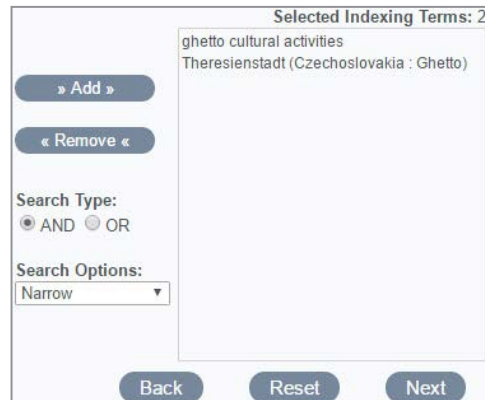 Selected Indexing Terms: 2
ghetto cultural activities
Theresienstadt (Czechoslovakia : Ghetto)
» Add »
« Remove «
Search Type:
AND OR
Search Options:
Narrow
Back Reset Next